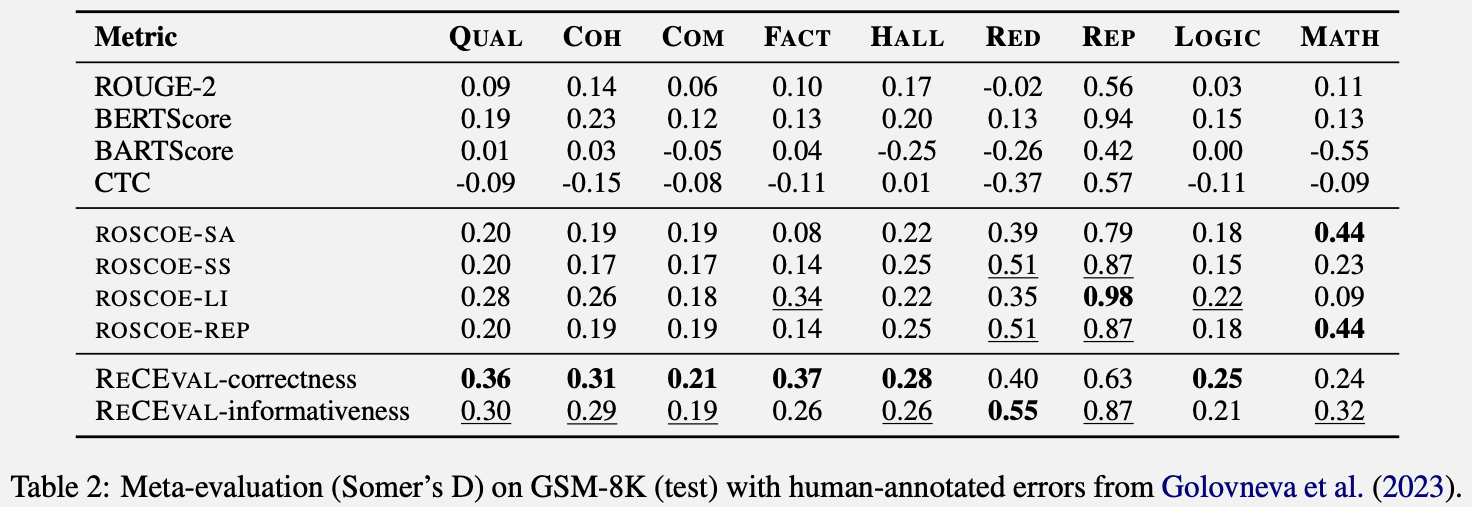 Metric QUAL COH COM FACT HALL RED REP LOGIC MATH
ROUGE-2 0.09 0.14 0.06 0.10 0.17 -0.02 0.56 0.03 0.11
BERTScore 0.19 0.23 0.12 0.13 0.20 0.13 0.94 0.15 0.13
BARTScore 0.01 0.03 -0.05 0.04 -0.25 -0.26 0.42 0.00 -0.55
CTC -0.09 -0.15 -0.08 -0.11 0.01 -0.37 0.57 -0.11 -0.09
ROSCOE-SA 0.20 0.19 0.19 0.08 0.22 0.39 0.79 0.18 0.44
ROSCOE-SS 0.20 0.17 0.17 0.14 0.25 0.51 0.87 0.15 0.23
ROSCOE-LI 0.28 0.26 0.18 0.34 0.22 0.35 0.98 0.22 0.09
ROSCOE-REP 0.20 0.19 0.19 0.14 0.25 0.51 0.87 0.18 0.44
RECEVAL-correctness 0.36 0.31 0.21 0.37 0.28 0.40 0.63 0.25 0.24
RECEVAL-informativeness 0.30 0.29 0.19 0.26 0.26 0.55 0.87 0.21 0.32
Table 2: Meta-evaluation (Somer's D) on GSM-8K (test) with human-annotated errors from Golovneva et al. (2023).